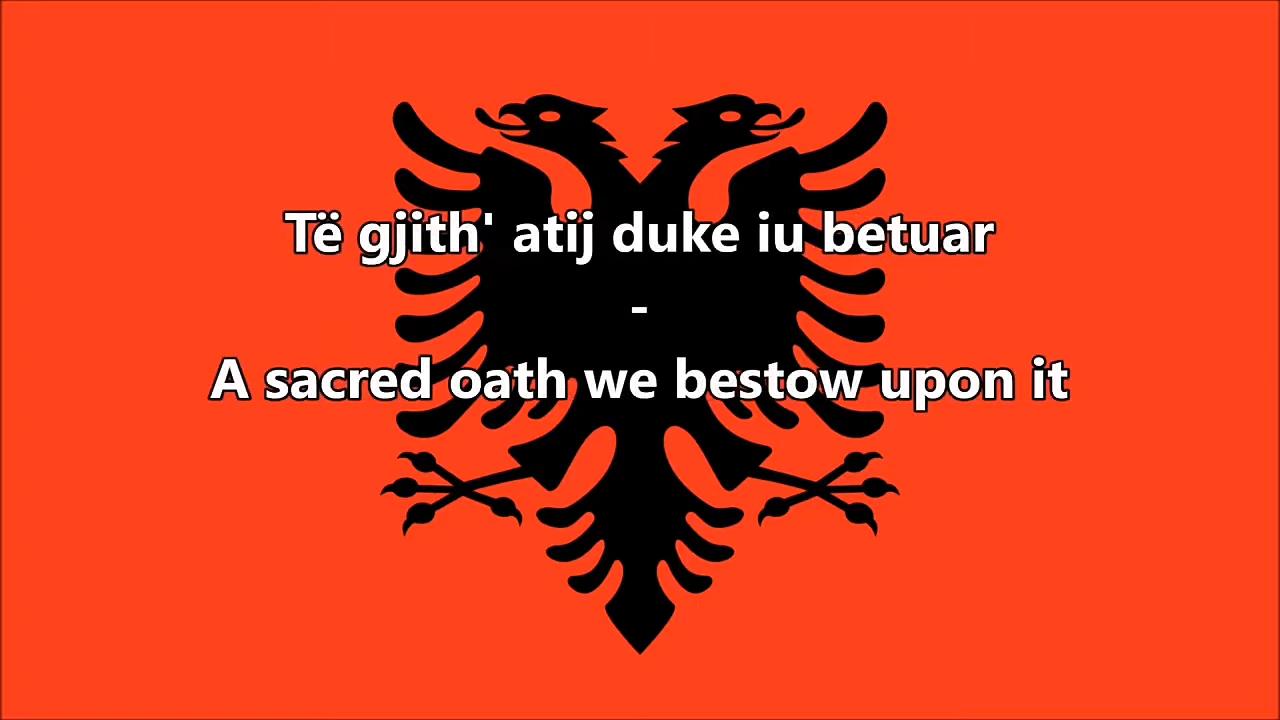 Të gjith' atij duke iu betuar
-
A sacred oath we bestow upon it